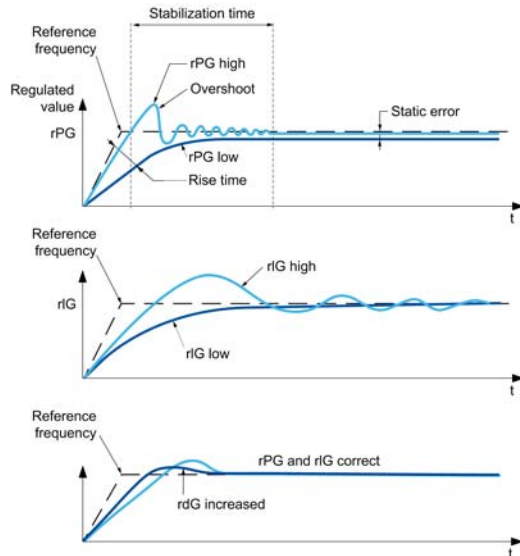 Stabilization time
Reference
frequency
rPG high
Overshoot
Regulated
value
rPG
Static error
rPG low
Rise time
t
Reference
frequency
rIG high
rIG
rIG low
t
Reference
frequency
rPG and rIG correct
rdG increased
t